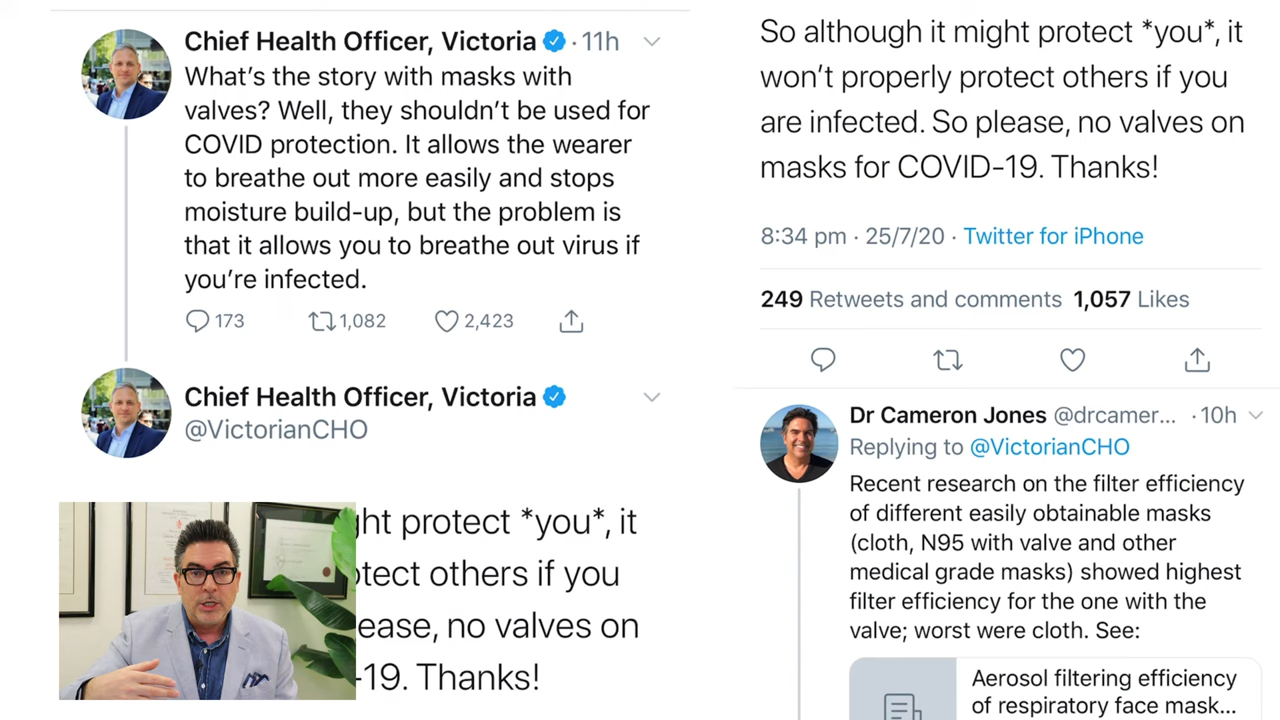 Chief Health Officer, Victoria · 11h
What's the story with masks with
valves? Well, they shouldn't be used for
COVID protection. It allows the wearer
to breathe out more easily and stops
moisture build-up, but the problem is
that it allows you to breathe out virus if
you're infected.
173 1,082 2,423
Chief Health Officer, Victoria
@VictorianCHO
ght protect *you*, it
otect others if you
ease, no valves on
-19. Thanks!
So although it might protect *you*, it
won't properly protect others if you
are infected. So please, no valves on
masks for COVID-19. Thanks!
8:34 pm · 25/7/20 · Twitter for iPhone
249 Retweets and comments 1,057 Likes
Dr Cameron Jones @drcamer... · 10h
Replying to @VictorianCHO
Recent research on the filter efficiency
of different easily obtainable masks
(cloth, N95 with valve and other
medical grade masks) showed highest
filter efficiency for the one with the
valve; worst were cloth. See:
Aerosol filtering efficiency
of respiratory face mask...